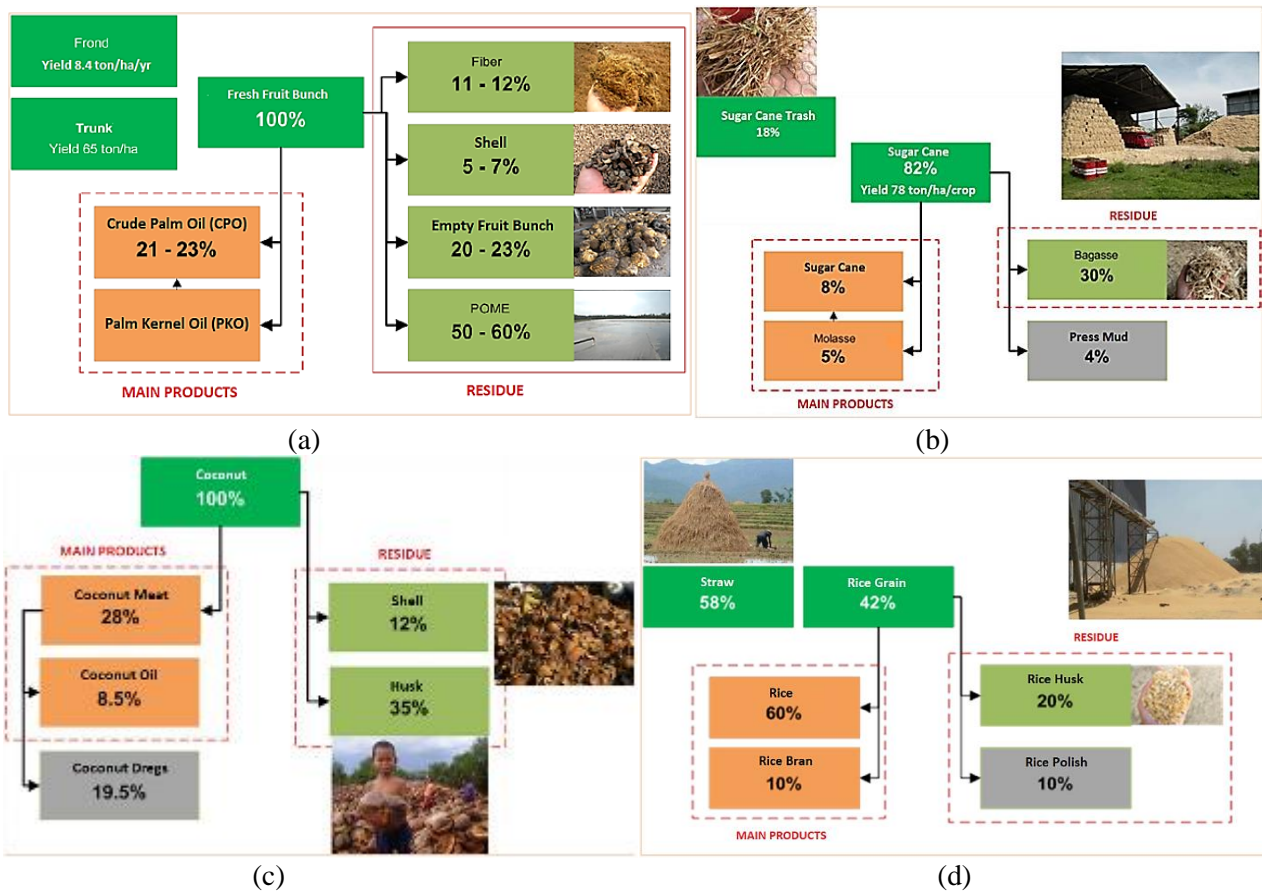 Frond
Yield 8.4 ton/ha/yr
Trunk
Yield 65 ton/ha
Fresh Fruit Bunch
100%
Fiber
11 - 12%
Shell
5 - 7%
Empty Fruit Bunch
20 - 23%
POME
50 - 60%
RESIDUE
Crude Palm Oil (CPO)
21 - 23%
Palm Kernel Oil (PKO)
MAIN PRODUCTS
(a)
Sugar Cane Trash
18%
Sugar Cane
82%
Yield 78 ton/ha/crop
RESIDUE
Bagasse
30%
Press Mud
4%
Sugar Cane
8%
Molasse
5%
MAIN PRODUCTS
(b)
Coconut
100%
MAIN PRODUCTS
Coconut Meat
28%
Coconut Oil
8.5%
Coconut Dregs
19.5%
RESIDUE
Shell
12%
Husk
35%
(c)
Straw
58%
Rice Grain
42%
RESIDUE
Rice Husk
20%
Rice Polish
10%
Rice
60%
Rice Bran
10%
MAIN PRODUCTS
(d)